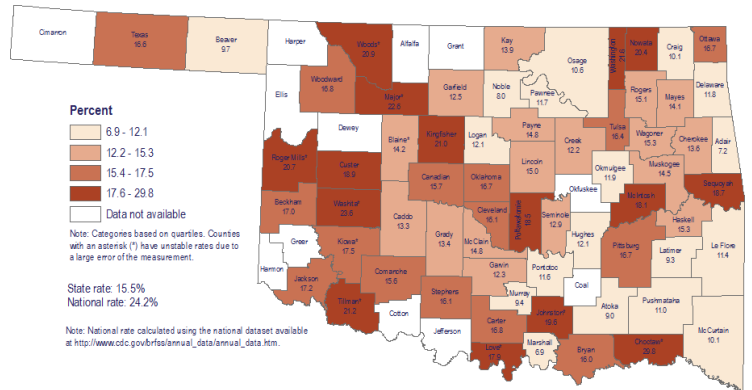 Cimarron
Texas
16.6
Beaver
9.7
Harper
Woods*
20.9
Alfalfa
Grant
Kay
13.9
Osage
10.6
Washington
21.6
Nowata
20.4
Craig
10.1
Ottawa
16.7
Ellis
Woodward
16.8
Major*
22.6
Garfield
12.5
Noble
8.0
Pawnee
11.7
Rogers
15.1
Mayes
14.1
Delaware
11.8
Dewey
Blaine*
14.2
Kingfisher
21.0
Logan
12.1
Payne
14.8
Creek
12.2
Tulsa
16.4
Wagoner
15.3
Cherokee
13.6
Adair
7.2
Roger Mills*
20.7
Custer
18.8
Canadian
15.7
Oklahoma
16.7
Lincoln
15.0
Okmulgee
11.9
Muskogee
14.5
Sequoyah
18.7
Beckham
17.0
Washita*
23.6
Caddo
13.3
Grady
13.4
Cleveland
16.1
McClain
14.8
Pottawatomie
18.5
Seminole
12.9
Okfuskee
McIntosh
18.1
Haskell
15.3
Hughes
12.1
Pittsburg
16.7
Latimer
9.3
Le Flore
11.4
Greer
Kiowa*
17.5
Harmon
Jackson
17.2
Comanche
15.6
Tillman*
21.2
Cotton
Stephens
16.1
Jefferson
Garvin
12.3
Pontotoc
11.6
Coal
Murray
9.4
Carter
16.8
Johnston*
19.6
Atoka
9.0
Pushmataha
11.0
McCurtain
10.1
Love*
17.9
Marshall
6.9
Bryan
16.0
Choctaw*
29.8
Percent
6.9 - 12.1
12.2 - 15.3
15.4 - 17.5
17.6 - 29.8
Data not available
Note: Categories based on quartiles. Counties
with an asterisk (*) have unstable rates due to
a large error of the measurement.
State rate: 15.5%
National rate: 24.2%
Note: National rate calculated using the national dataset available
at http://www.cdc.gov/brfss/annual_data/annual_data.htm.